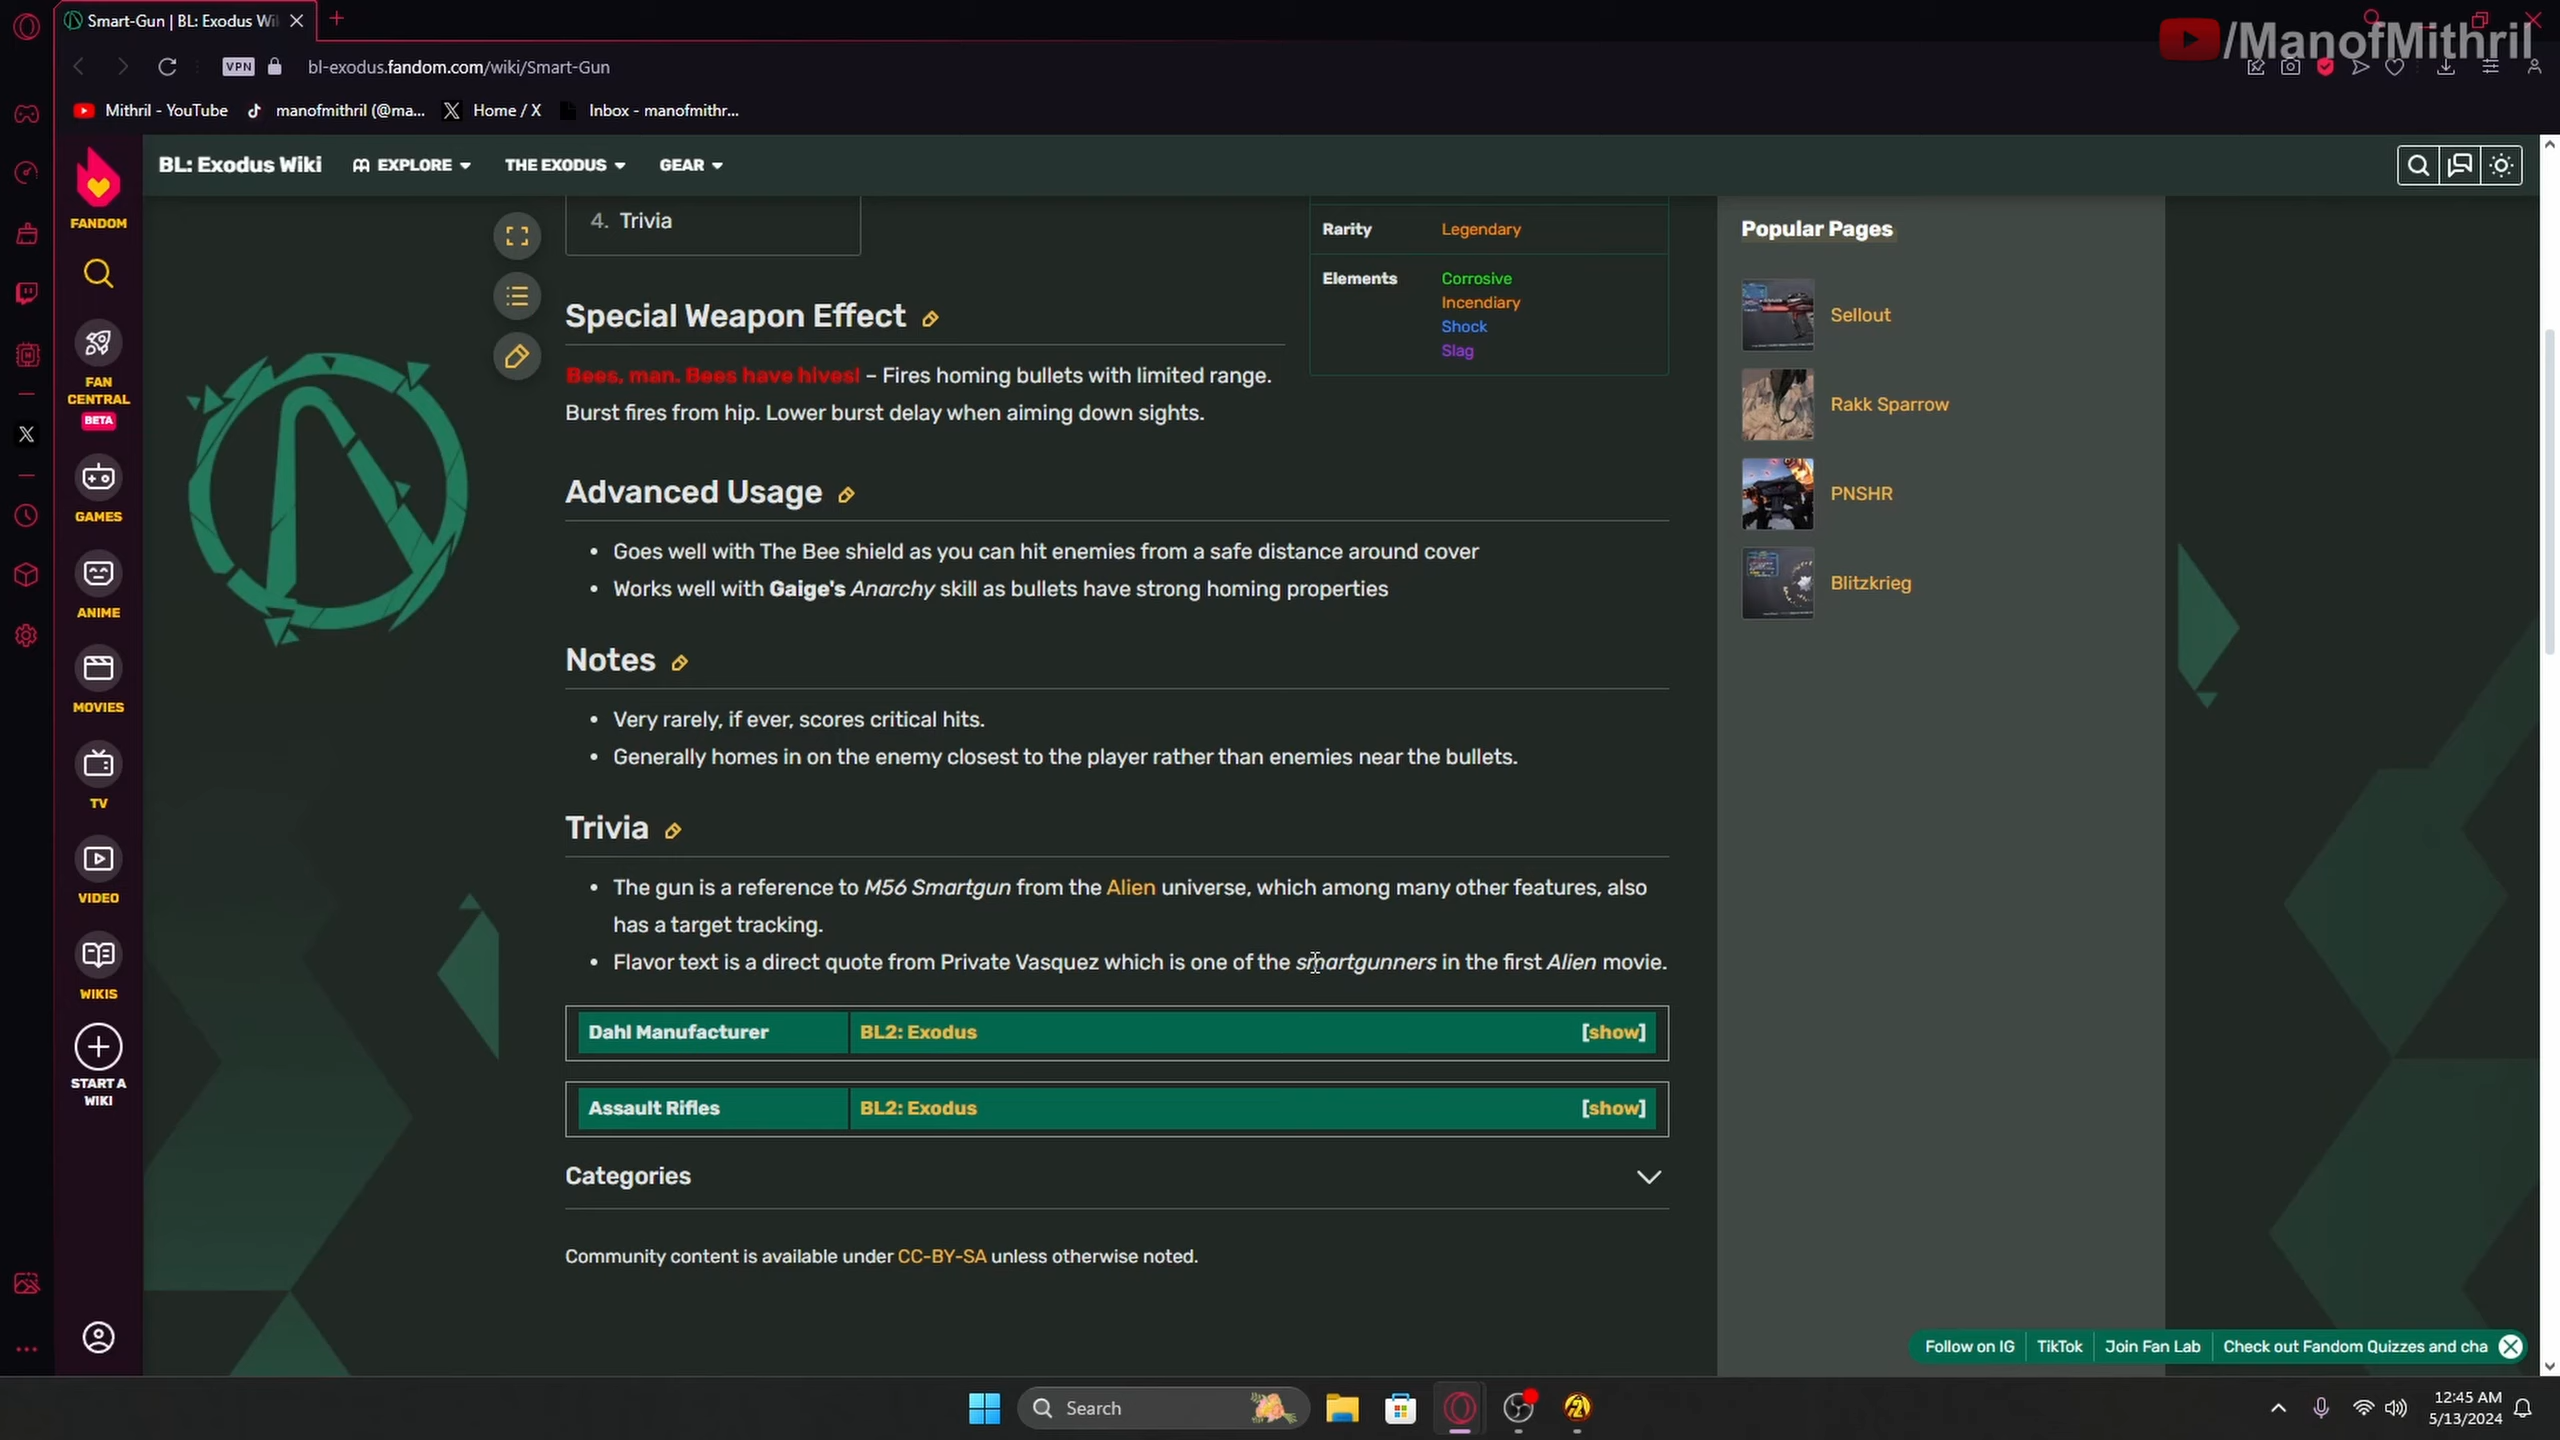 Smart-Gun | BL: Exodus Wi
/ManofMithril
VPN
bl-exodus.fandom.com/wiki/Smart-Gun
Mithril - YouTube
manofmithril (@ma...
Home / X
Inbox - manofmithr...
FANDOM
FAN CENTRAL
BETA
GAMES
ANIME
MOVIES
TV
VIDEO
WIKIS
START A
WIKI
BL: Exodus Wiki
EXPLORE
THE EXODUS
GEAR
4. Trivia
Rarity Legendary
Elements Corrosive
Incendiary
Shock
Slag
Special Weapon Effect
Bees, man. Bees have hives! – Fires homing bullets with limited range.
Burst fires from hip. Lower burst delay when aiming down sights.
Advanced Usage
• Goes well with The Bee shield as you can hit enemies from a safe distance around cover
• Works well with Gaige's Anarchy skill as bullets have strong homing properties
Notes
• Very rarely, if ever, scores critical hits.
• Generally homes in on the enemy closest to the player rather than enemies near the bullets.
Trivia
• The gun is a reference to M56 Smartgun from the Alien universe, which among many other features, also
has a target tracking.
• Flavor text is a direct quote from Private Vasquez which is one of the smartgunners in the first Alien movie.
Dahl Manufacturer BL2: Exodus [show]
Assault Rifles BL2: Exodus [show]
Categories
Community content is available under CC-BY-SA unless otherwise noted.
Popular Pages
Sellout
Rakk Sparrow
PNSHR
Blitzkrieg
Follow on IG
TikTok
Join Fan Lab
Check out Fandom Quizzes and cha
Search
12:45 AM
5/13/2024